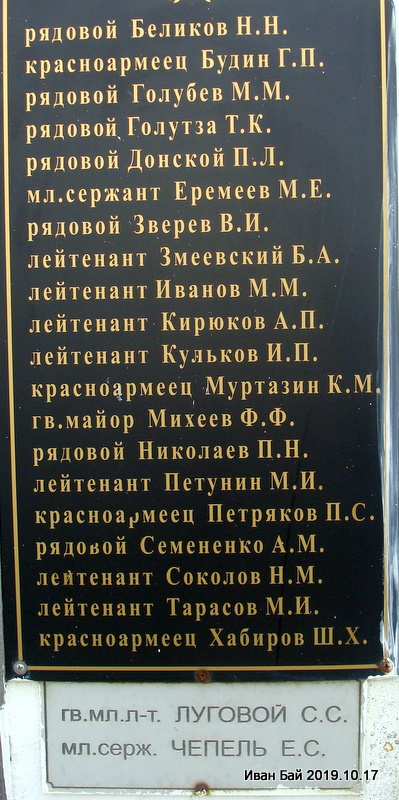 рядовой Беликов Н.Н.
красноармеец Будин Г.П.
рядовой Голубев М.М.
рядовой Голутза Т.К.
рядовой Донской П.Л.
мл.сержант Еремеев М.Е.
рядовой Зверев В.И.
лейтенант Змеевский Б.А.
лейтенант Иванов М.М.
лейтенант Кирюков А.П.
лейтенант Кульков И.П.
красноармеец Муртазин К.М.
гв.майор Михеев Ф.Ф.
рядовой Николаев П.Н.
лейтенант Петунин М.И.
красноармеец Петряков П.С.
рядовой Семененко А.М.
лейтенант Соколов Н.М.
лейтенант Тарасов М.И.
красноармеец Хабиров Ш.Х.
гв.мл.л-т. ЛУГОВОЙ С.С.
мл.серж. ЧЕПЕЛЬ Е.С.
Иван Бай 2019.10.17